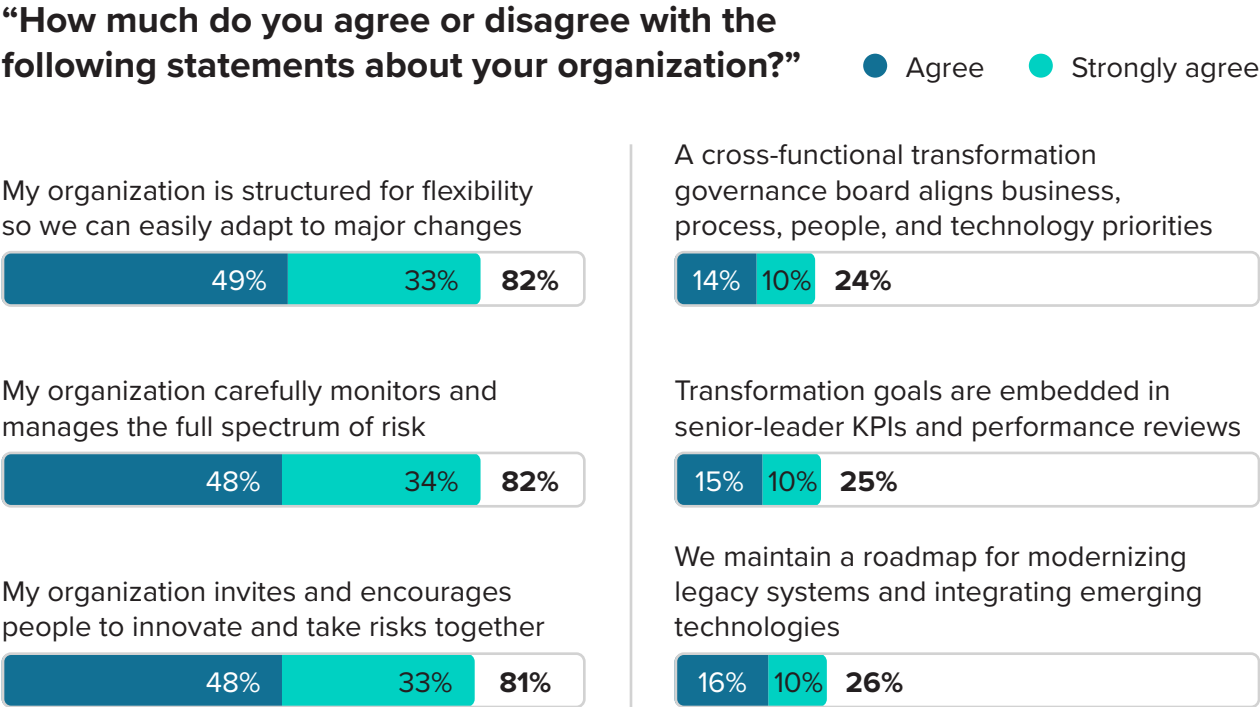 “How much do you agree or disagree with the
following statements about your organization?”
Agree
Strongly agree
My organization is structured for flexibility
so we can easily adapt to major changes
49% 33% 82%
My organization carefully monitors and
manages the full spectrum of risk
48% 34% 82%
My organization invites and encourages
people to innovate and take risks together
48% 33% 81%
A cross-functional transformation
governance board aligns business,
process, people, and technology priorities
14% 10% 24%
Transformation goals are embedded in
senior-leader KPIs and performance reviews
15% 10% 25%
We maintain a roadmap for modernizing
legacy systems and integrating emerging
technologies
16% 10% 26%